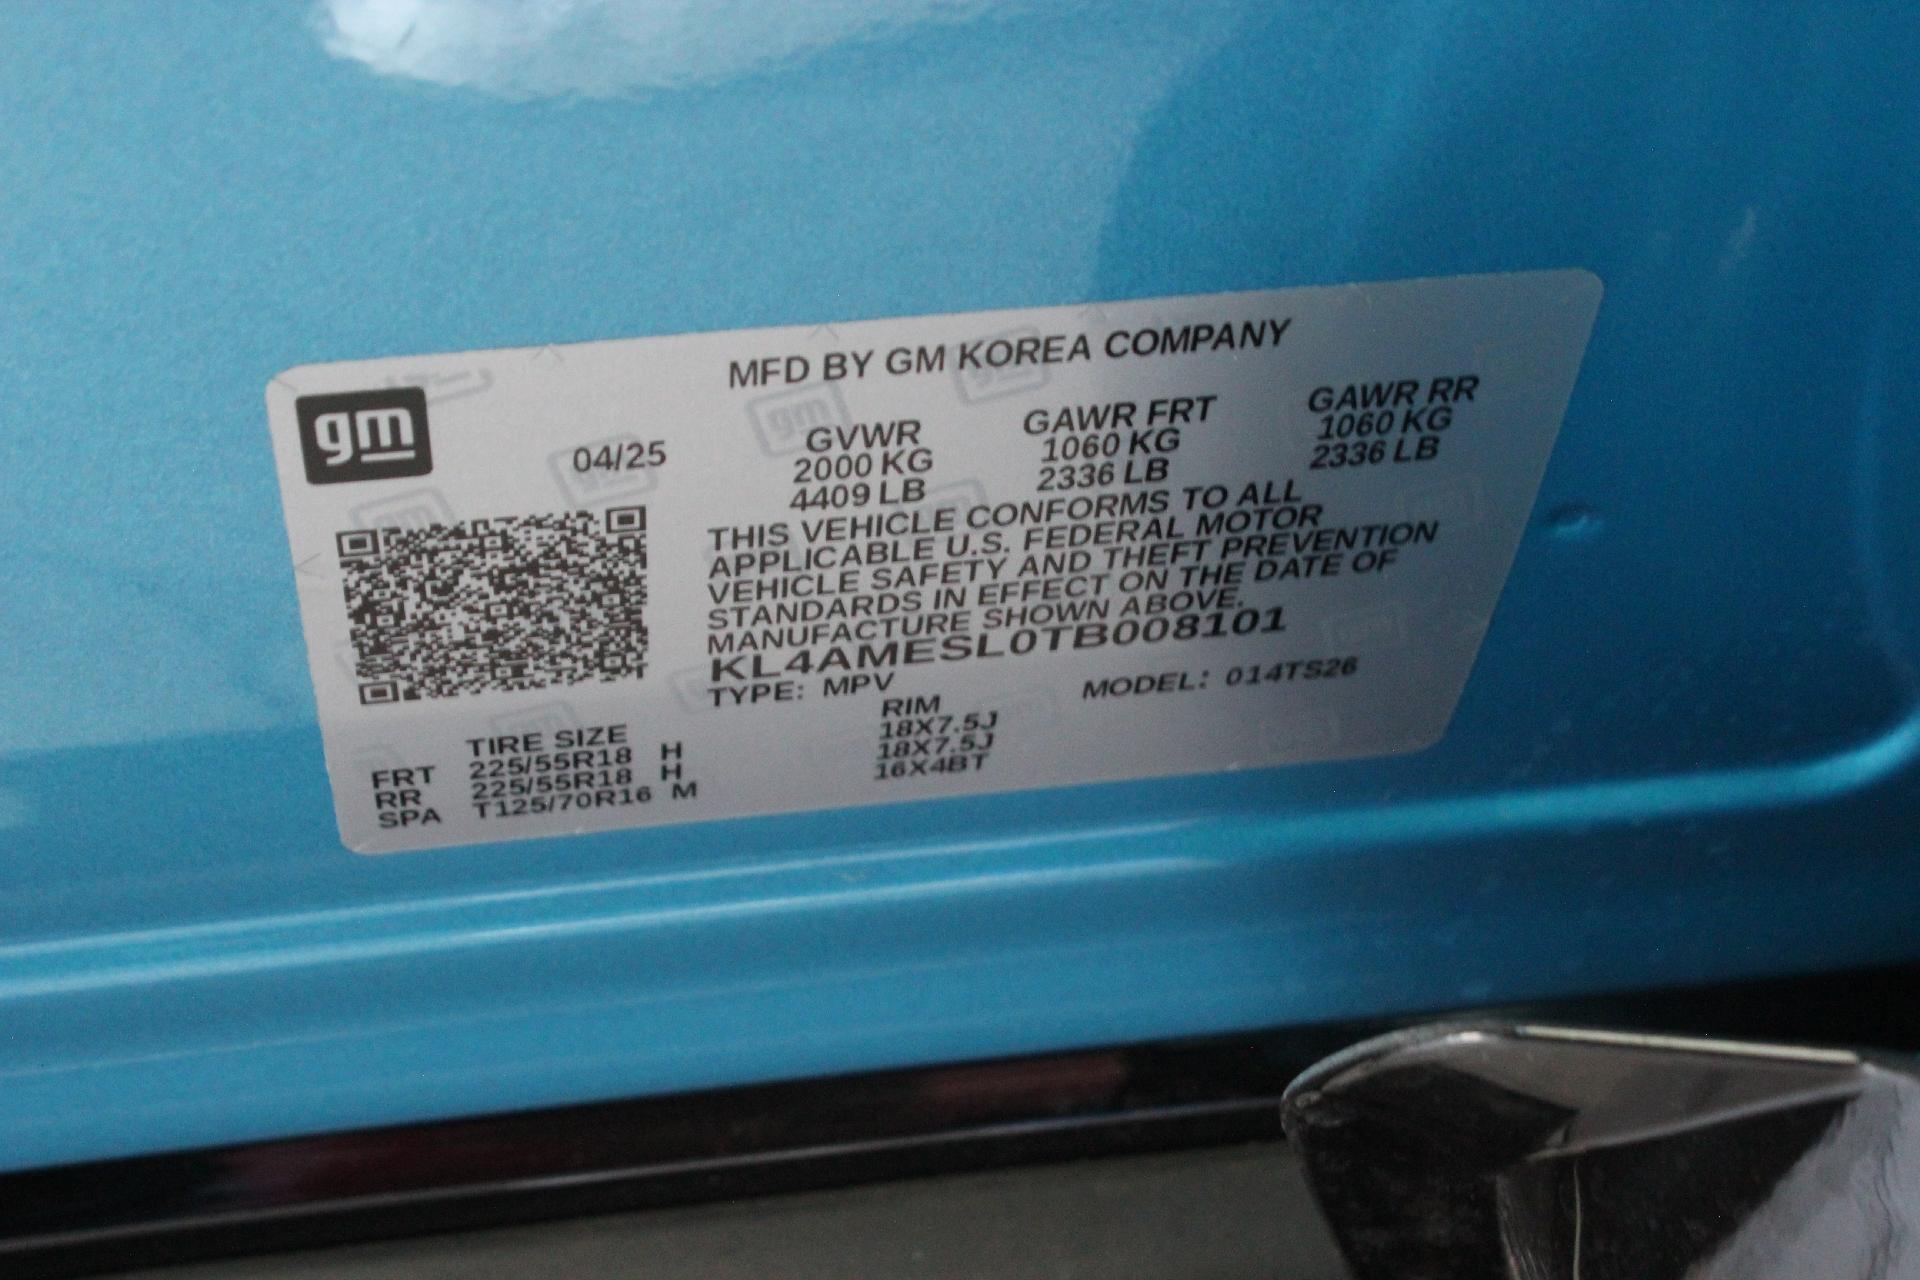 MFD BY GM KOREA COMPANY
gm
04/25
GVWR GAWR FRT GAWR RR
2000 KG 1060 KG 1060 KG
4409 LB 2336 LB 2336 LB
THIS VEHICLE CONFORMS TO ALL
APPLICABLE U.S. FEDERAL MOTOR
VEHICLE SAFETY AND THEFT PREVENTION
STANDARDS IN EFFECT ON THE DATE OF
MANUFACTURE SHOWN ABOVE.
KL4AMESL0TB008101
TYPE: MPV MODEL: 014TS26
TIRE SIZE RIM
FRT 225/55R18 H 18X7.5J
RR 225/55R18 H 18X7.5J
SPA T125/70R16 M 16X4BT